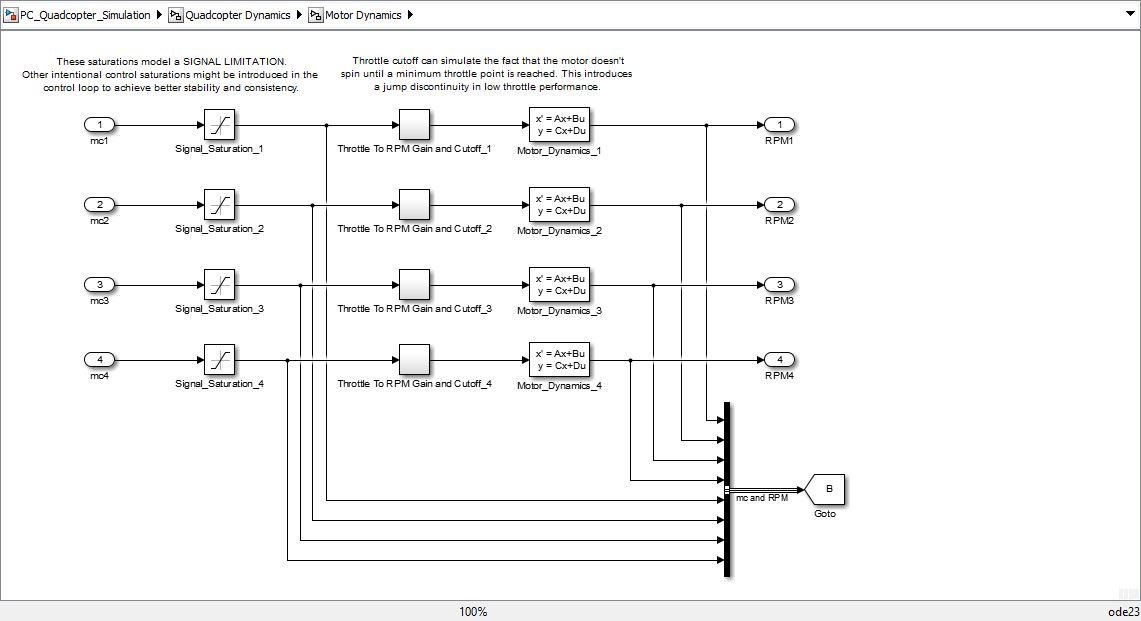 PC_Quadcopter_Simulation Quadcopter Dynamics Motor Dynamics
These saturations model a SIGNAL LIMITATION.
Other intentional control saturations might be introduced in the
control loop to achieve better stability and consistency.
Throttle cutoff can simulate the fact that the motor doesn't
spin until a minimum throttle point is reached. This introduces
a jump discontinuity in low throttle performance.
1
mc1
Signal_Saturation_1
Throttle To RPM Gain and Cutoff_1
x' = Ax+Bu
y = Cx+Du
Motor_Dynamics_1
1
RPM1
2
mc2
Signal_Saturation_2
Throttle To RPM Gain and Cutoff_2
x' = Ax+Bu
y = Cx+Du
Motor_Dynamics_2
2
RPM2
3
mc3
Signal_Saturation_3
Throttle To RPM Gain and Cutoff_3
x' = Ax+Bu
y = Cx+Du
Motor_Dynamics_3
3
RPM3
4
mc4
Signal_Saturation_4
Throttle To RPM Gain and Cutoff_4
x' = Ax+Bu
y = Cx+Du
Motor_Dynamics_4
4
RPM4
mc and RPM
B
Goto
100%
ode23